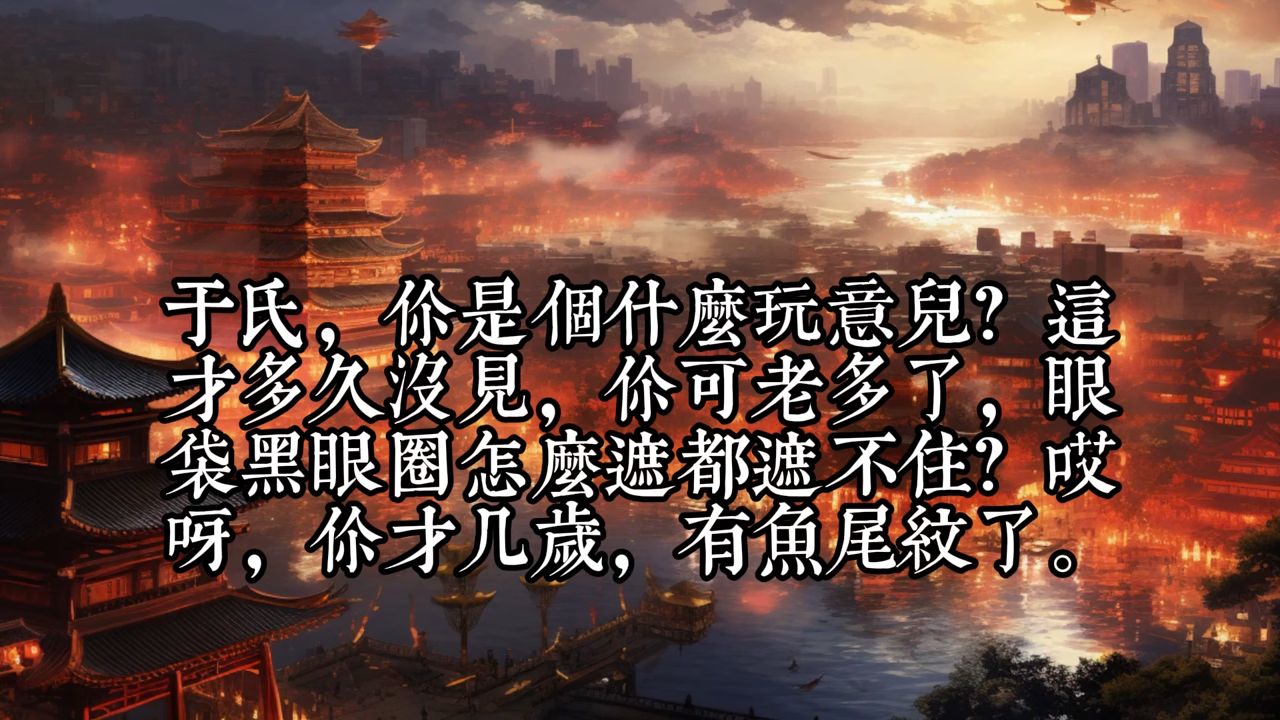 于氏，你是個什麼玩意兒？這
才多久沒見，你可老多了，眼
袋黑眼圈怎麼遮都遮不住？哎
呀，你才几歲，有魚尾紋了。